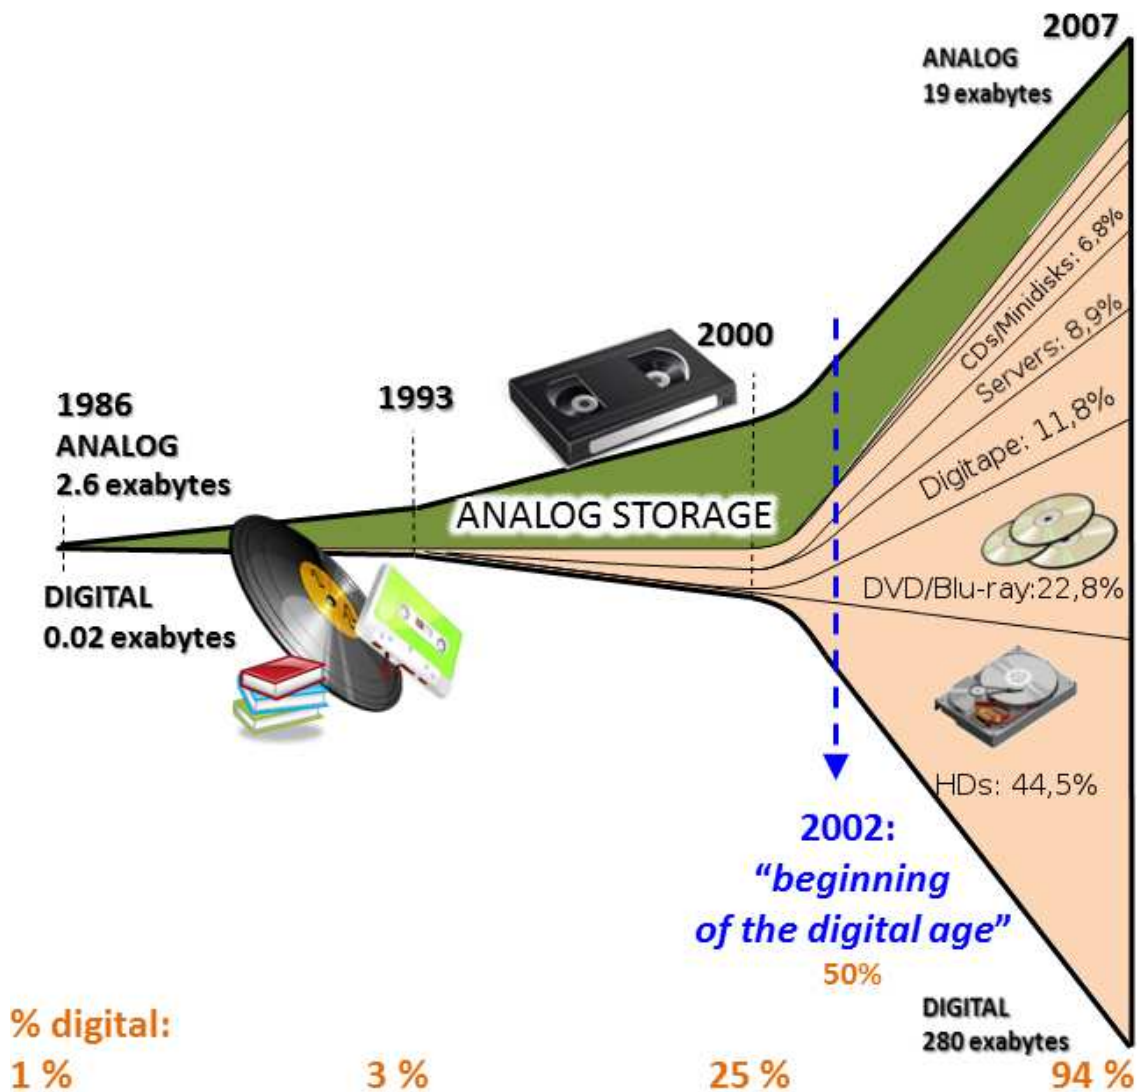 2007
ANALOG
19 exabytes
CDs/Minidisks: 6,8%
2000
Servers: 8,9%
1993
1986
ANALOG
2.6 exabytes
Digitape: 11,8%
ANALOG STORAGE
DIGITAL
0.02 exabytes
DVD/Blu-ray:22,8%
HDs: 44,5%
2002:
“beginning
of the digital age”
50%
DIGITAL
280 exabytes
% digital:
1 %
3 %
25 %
94 %